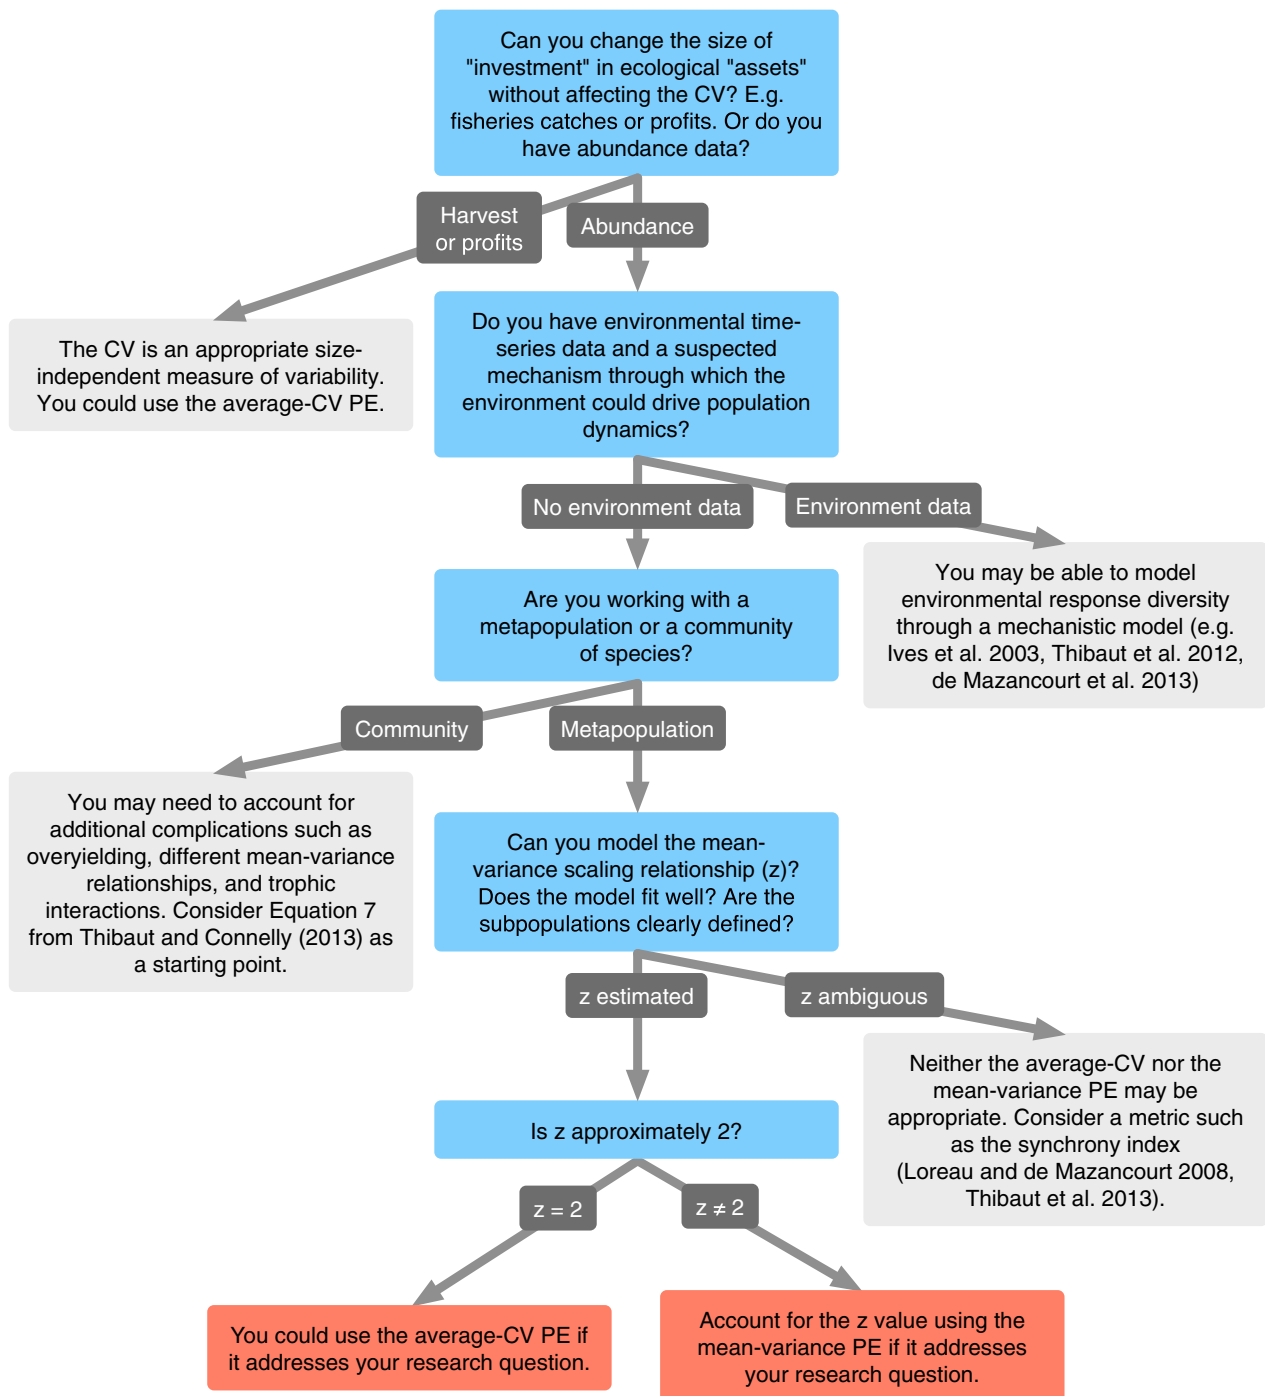 Can you change the size of
"investment" in ecological "assets"
without affecting the CV? E.g.
fisheries catches or profits. Or do you
have abundance data?
Harvest
or profits
Abundance
The CV is an appropriate size-
independent measure of variability.
You could use the average-CV PE.
Do you have environmental time-
series data and a suspected
mechanism through which the
environment could drive population
dynamics?
No environment data
Environment data
You may be able to model
environmental response diversity
through a mechanistic model (e.g.
Ives et al. 2003, Thibaut et al. 2012,
de Mazancourt et al. 2013)
Are you working with a
metapopulation or a community
of species?
Community
Metapopulation
You may need to account for
additional complications such as
overyielding, different mean-variance
relationships, and trophic
interactions. Consider Equation 7
from Thibaut and Connelly (2013) as
a starting point.
Can you model the mean-
variance scaling relationship (z)?
Does the model fit well? Are the
subpopulations clearly defined?
z estimated
z ambiguous
Neither the average-CV nor the
mean-variance PE may be
appropriate. Consider a metric such
as the synchrony index
(Loreau and de Mazancourt 2008,
Thibaut et al. 2013).
Is z approximately 2?
z = 2
z ≠ 2
You could use the average-CV PE if
it addresses your research question.
Account for the z value using the
mean-variance PE if it addresses
your research question.